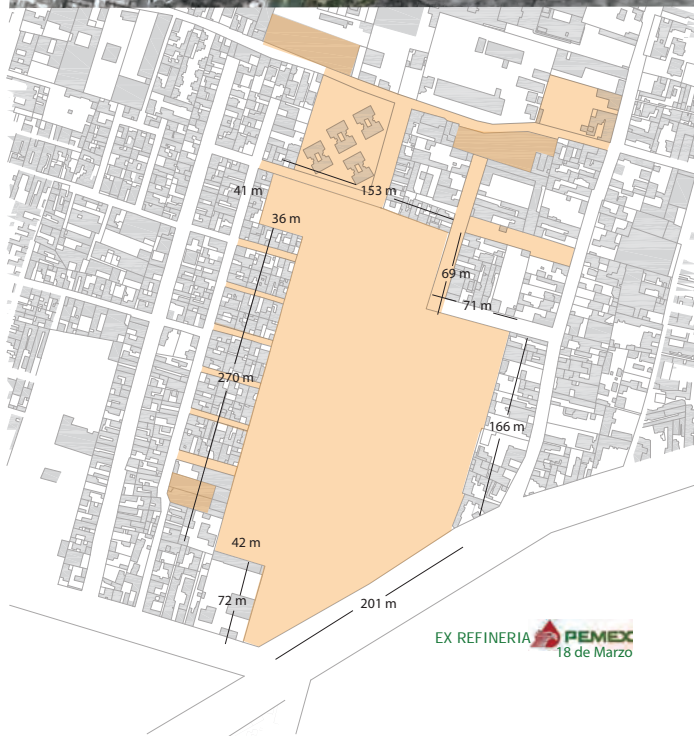 41 m
153 m
36 m
69 m
71 m
270 m
166 m
42 m
72 m
201 m
EX REFINERIA PEMEX
18 de Marzo